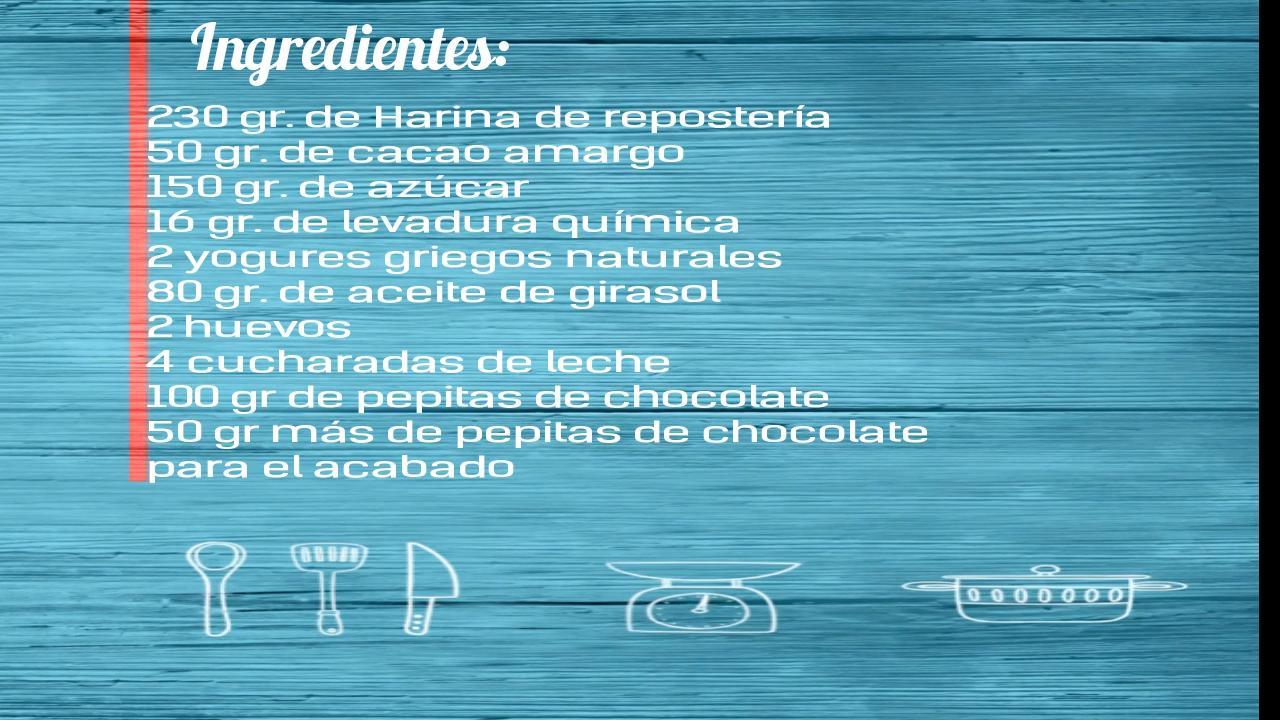 Ingredientes:
230 gr. de Harina de repostería
50 gr. de cacao amargo
150 gr. de azúcar
16 gr. de levadura química
2 yogures griegos naturales
80 gr. de aceite de girasol
2 huevos
4 cucharadas de leche
100 gr de pepitas de chocolate
50 gr más de pepitas de chocolate
para el acabado